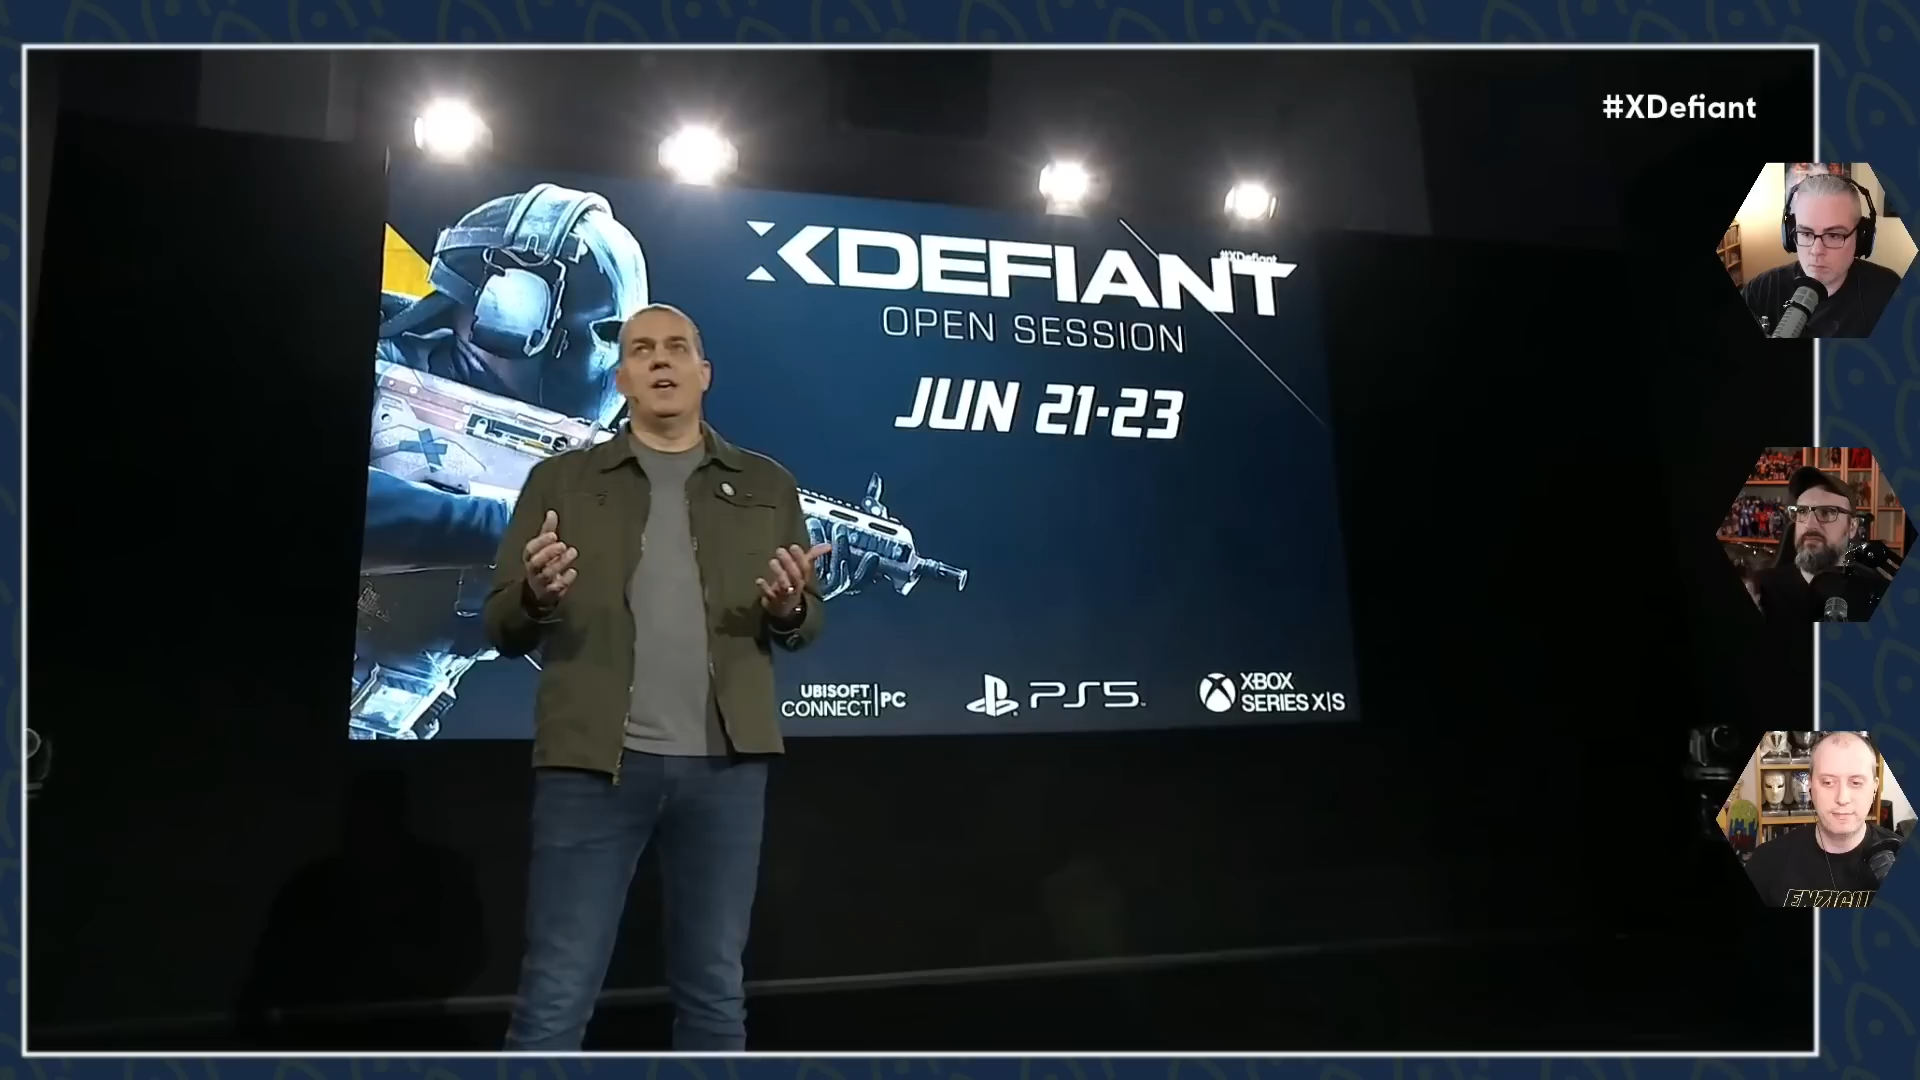 #XDefiant
#XDefiant
XDEFIANT
OPEN SESSION
JUN 21-23
UBISOFT
CONNECT
PC
PS5
XBOX
SERIES X|S